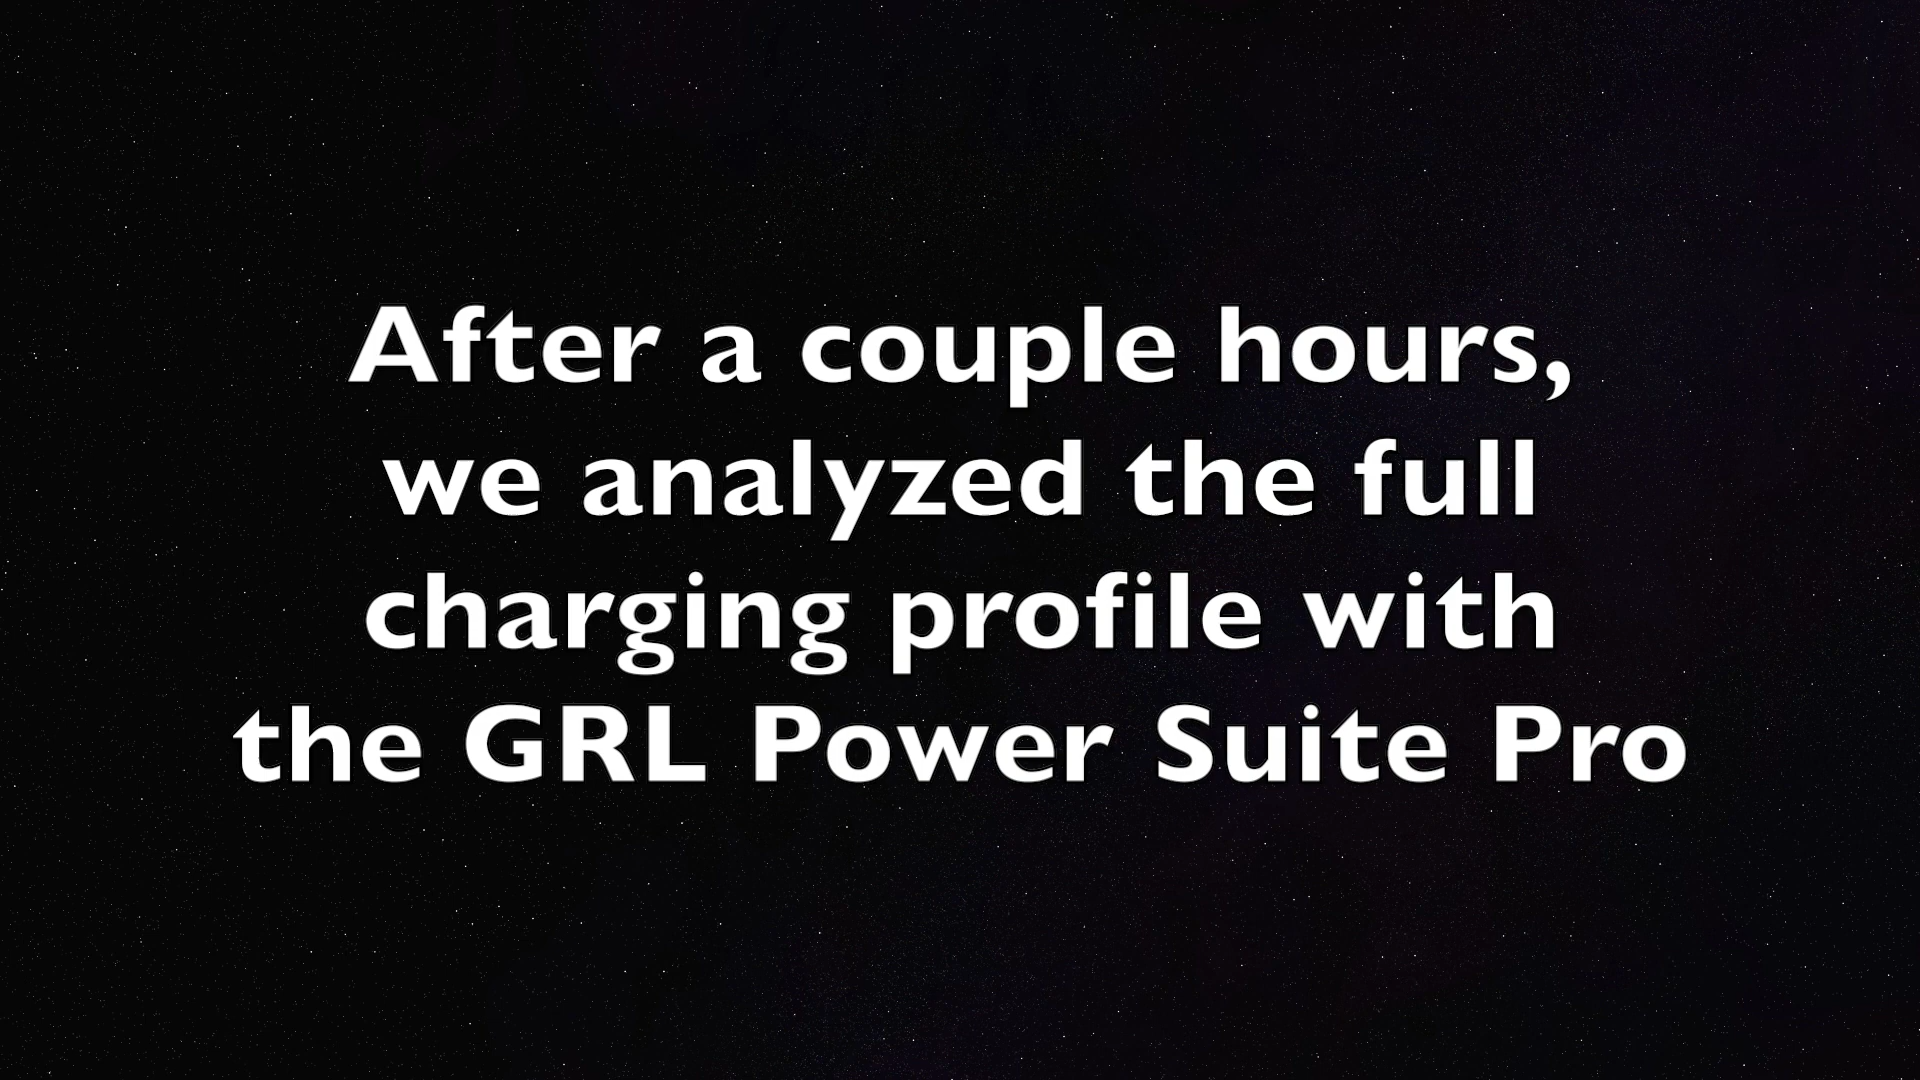 After a couple hours,
we analyzed the full
charging profile with
the GRL Power Suite Pro